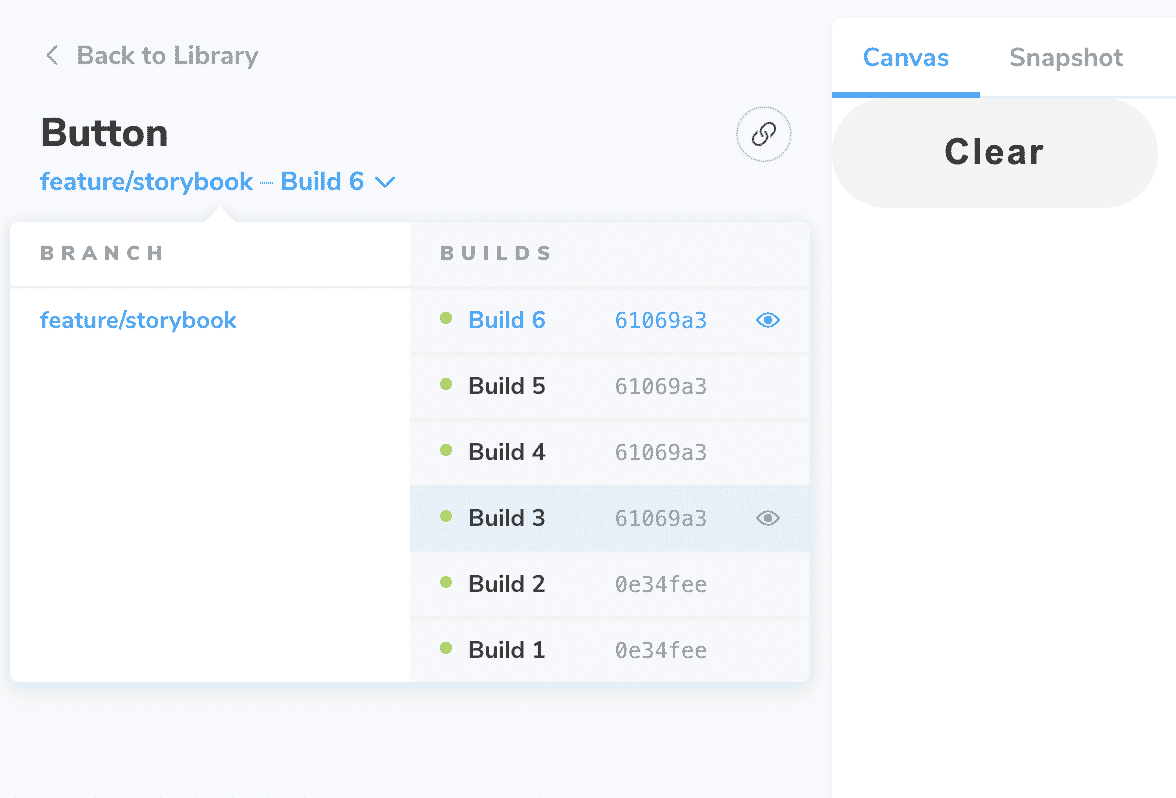 Back to Library
Button
feature/storybook – Build 6
BRANCH
BUILDS
feature/storybook
Build 6 61069a3
Build 5 61069a3
Build 4 61069a3
Build 3 61069a3
Build 2 0e34fee
Build 1 0e34fee
Canvas Snapshot
Clear